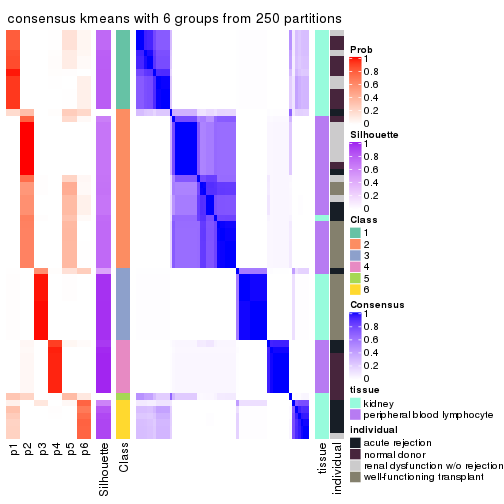 consensus kmeans with 6 groups from 250 partitions
Prob
1
0.8
0.6
0.4
0.2
0
Silhouette
1
0.8
0.6
0.4
0.2
0
Class
1
2
3
4
5
6
Consensus
1
0.8
0.6
0.4
0.2
0
tissue
kidney
peripheral blood lymphocyte
individual
acute rejection
normal donor
renal dysfunction w/o rejection
well-functioning transplant
p1
p2
p3
p4
p5
p6
Silhouette
Class
tissue
individual